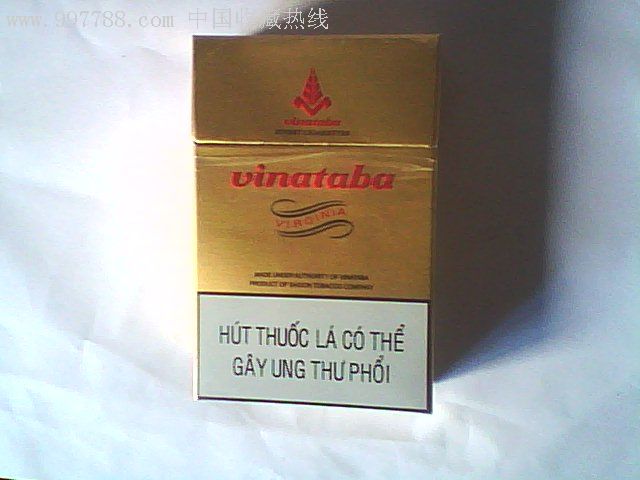 www.997788.com 中国收藏热线
vinataba
vinataba
VIRGINIA
MADE UNDER AUTHORITY OF VINATABA
PRODUCT OF SAIGON TOBACCO COMPANY
HÚT THUỐC LÁ CÓ THỂ
GÂY UNG THƯ PHỔI